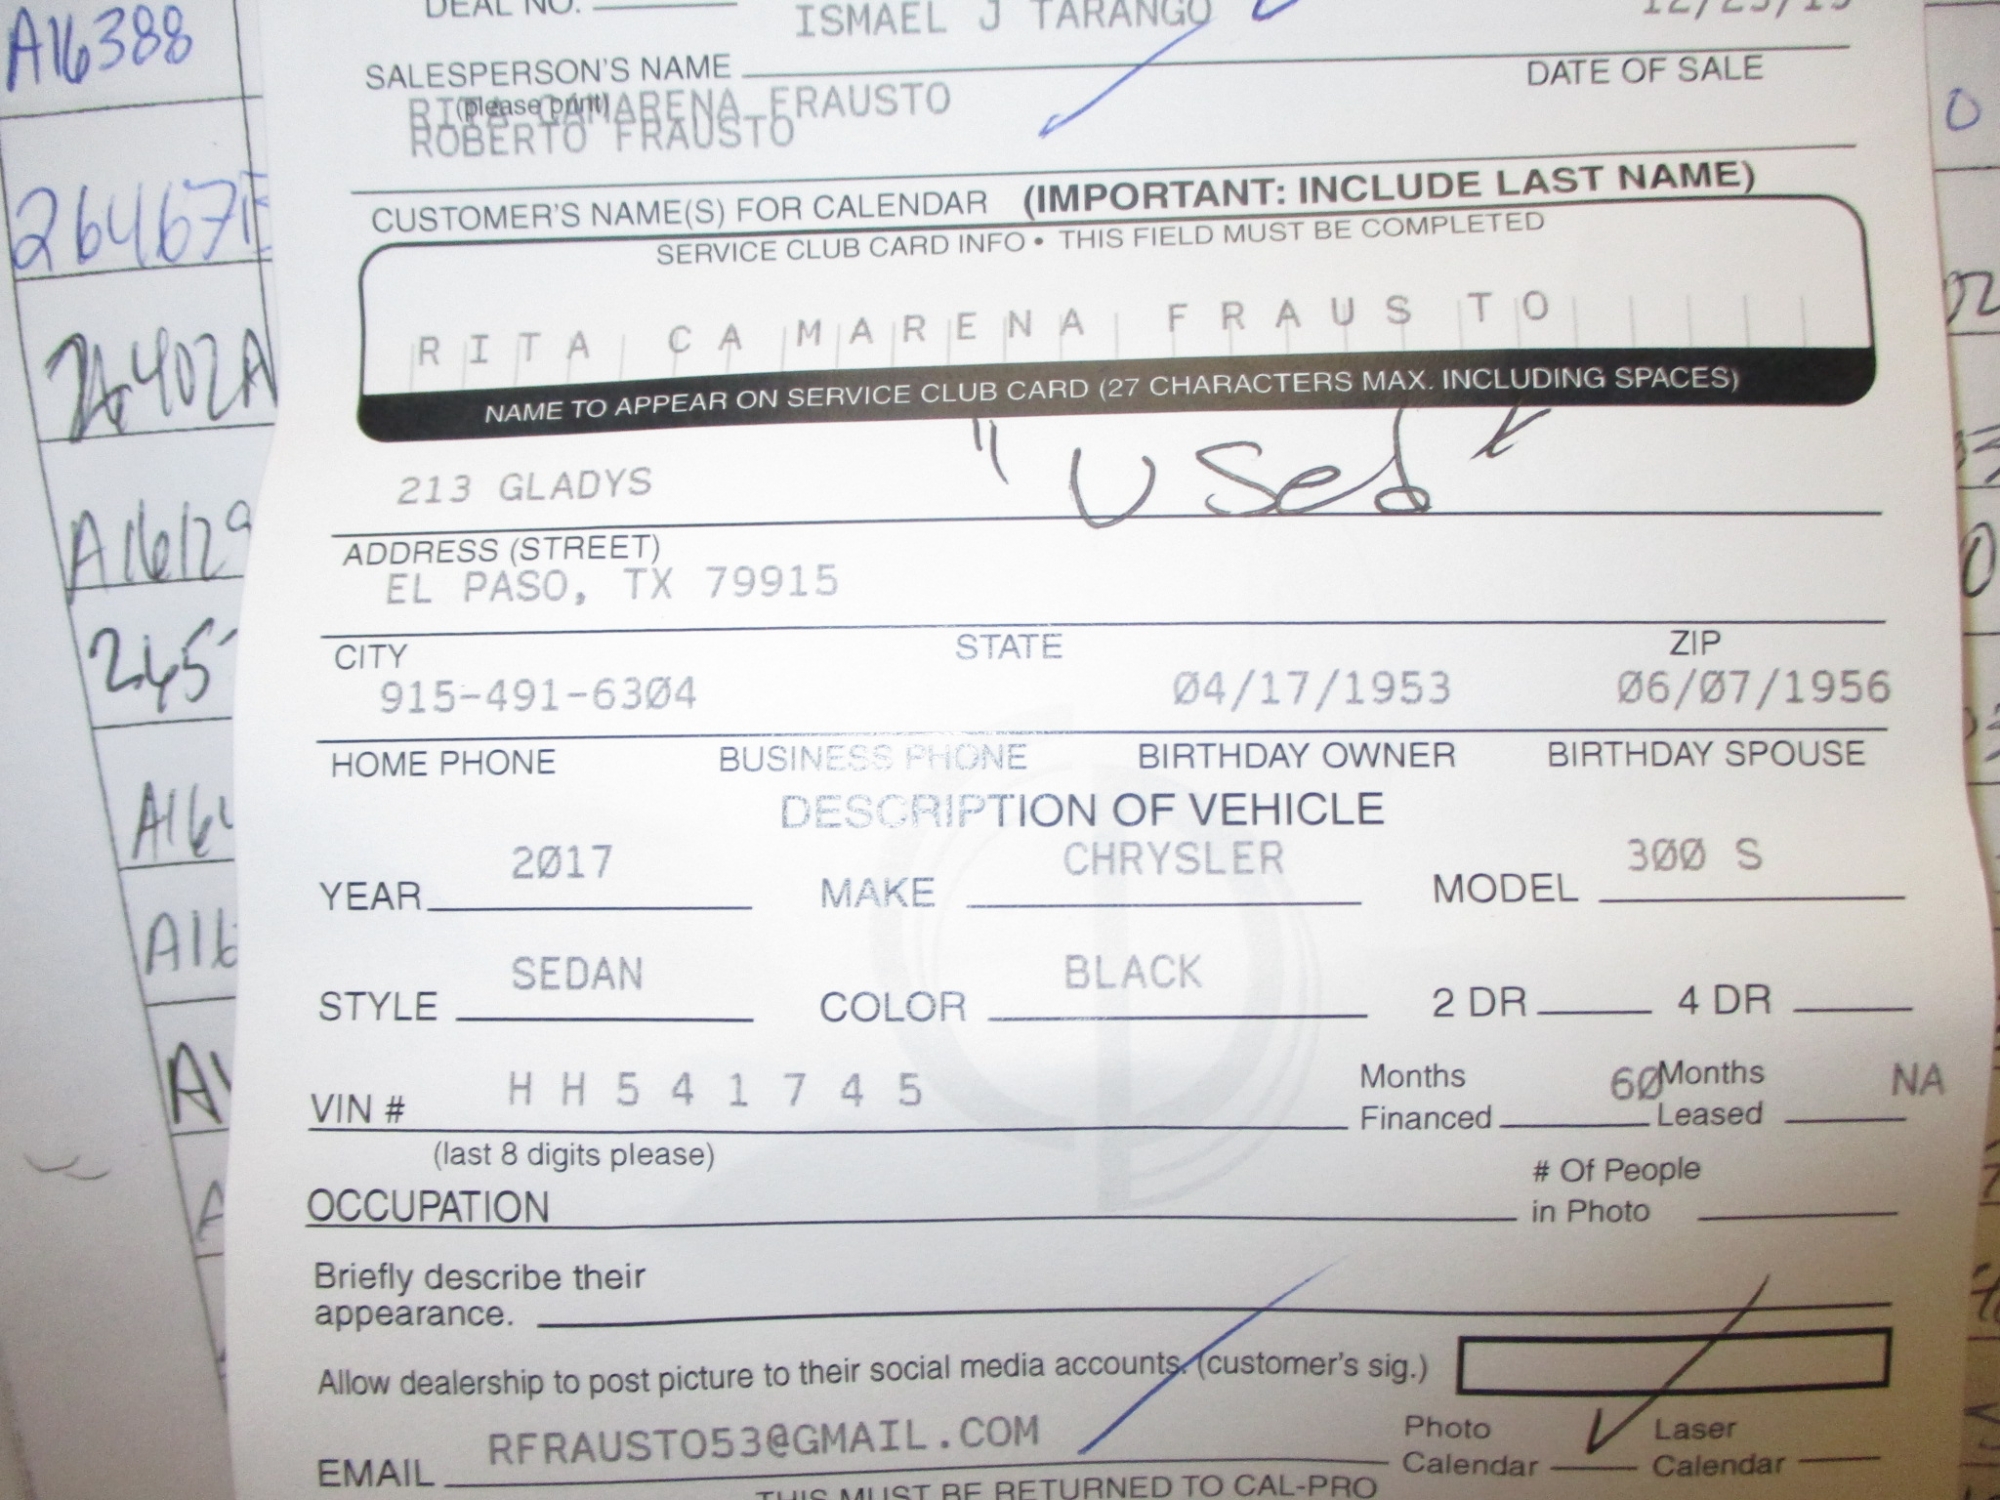 A16388
264671
24402A
A16129
DEAL NO.
ISMAEL J TARANGO
12/23/19
SALESPERSON'S NAME
(please print)
DATE OF SALE
RITA CAMARENA FRAUSTO
ROBERTO FRAUSTO
CUSTOMER'S NAME(S) FOR CALENDAR (IMPORTANT: INCLUDE LAST NAME)
SERVICE CLUB CARD INFO • THIS FIELD MUST BE COMPLETED
RITA CAMARENA FRAUSTO
NAME TO APPEAR ON SERVICE CLUB CARD (27 CHARACTERS MAX. INCLUDING SPACES)
213 GLADYS
"Used"
ADDRESS (STREET)
EL PASO, TX 79915
CITY STATE ZIP
915-491-6304 04/17/1953 06/07/1956
HOME PHONE BUSINESS PHONE BIRTHDAY OWNER BIRTHDAY SPOUSE
DESCRIPTION OF VEHICLE
YEAR 2017 MAKE CHRYSLER MODEL 300 S
STYLE SEDAN COLOR BLACK 2 DR 4 DR
VIN # HH541745 Months Financed 60 Months Leased NA
(last 8 digits please)
OCCUPATION # Of People in Photo
Briefly describe their
appearance.
Allow dealership to post picture to their social media accounts. (customer's sig.)
EMAIL RFRAUSTO53@GMAIL.COM Photo Calendar Laser Calendar
THIS MUST BE RETURNED TO CAL-PRO